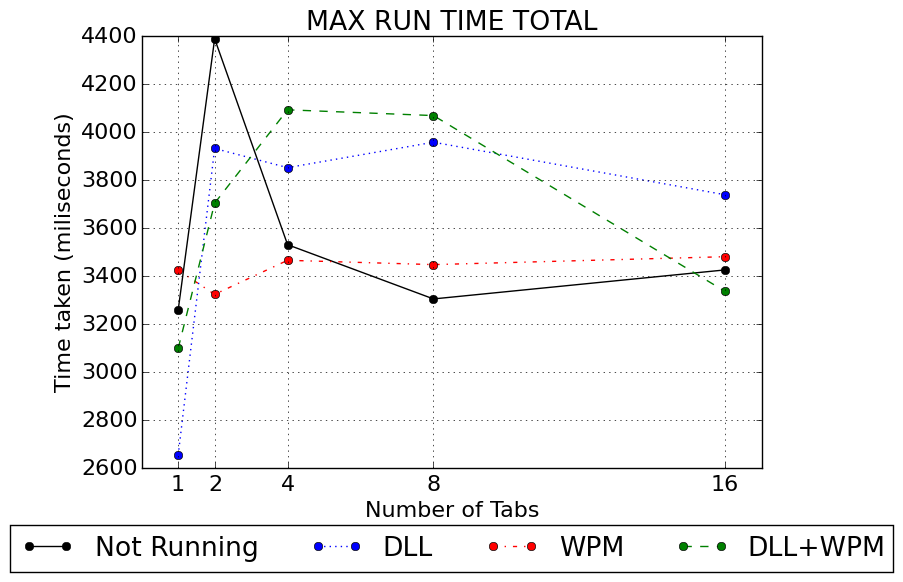 MAX RUN TIME TOTAL
4400
4200
4000
3800
3600
3400
3200
3000
2800
2600
Time taken (miliseconds)
1 2 4 8 16
Number of Tabs
Not Running DLL WPM DLL+WPM